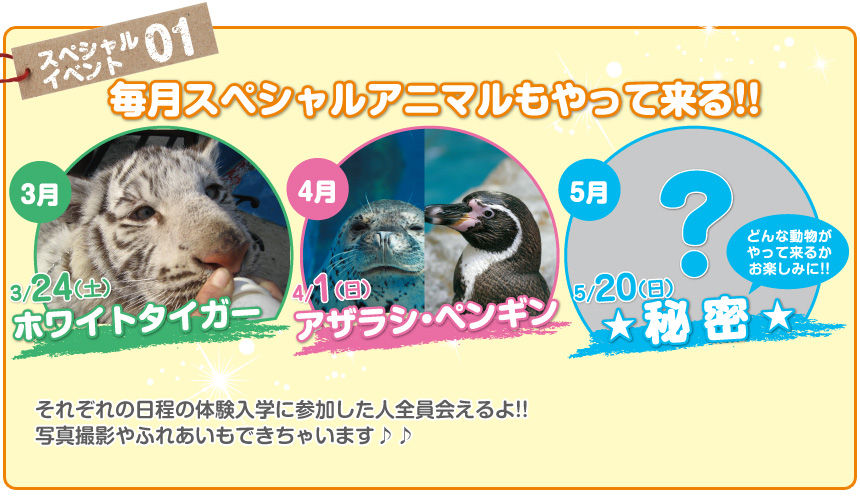 スペシャル
イベント 01
毎月スペシャルアニマルもやって来る!!
3月
3/24(土)
ホワイトタイガー
4月
4/1(日)
アザラシ・ペンギン
5月
?
どんな動物が
やって来るか
お楽しみに!!
5/20(日)
★秘密★
それぞれの日程の体験入学に参加した人全員会えるよ!!
写真撮影やふれあいもできちゃいます♪♪